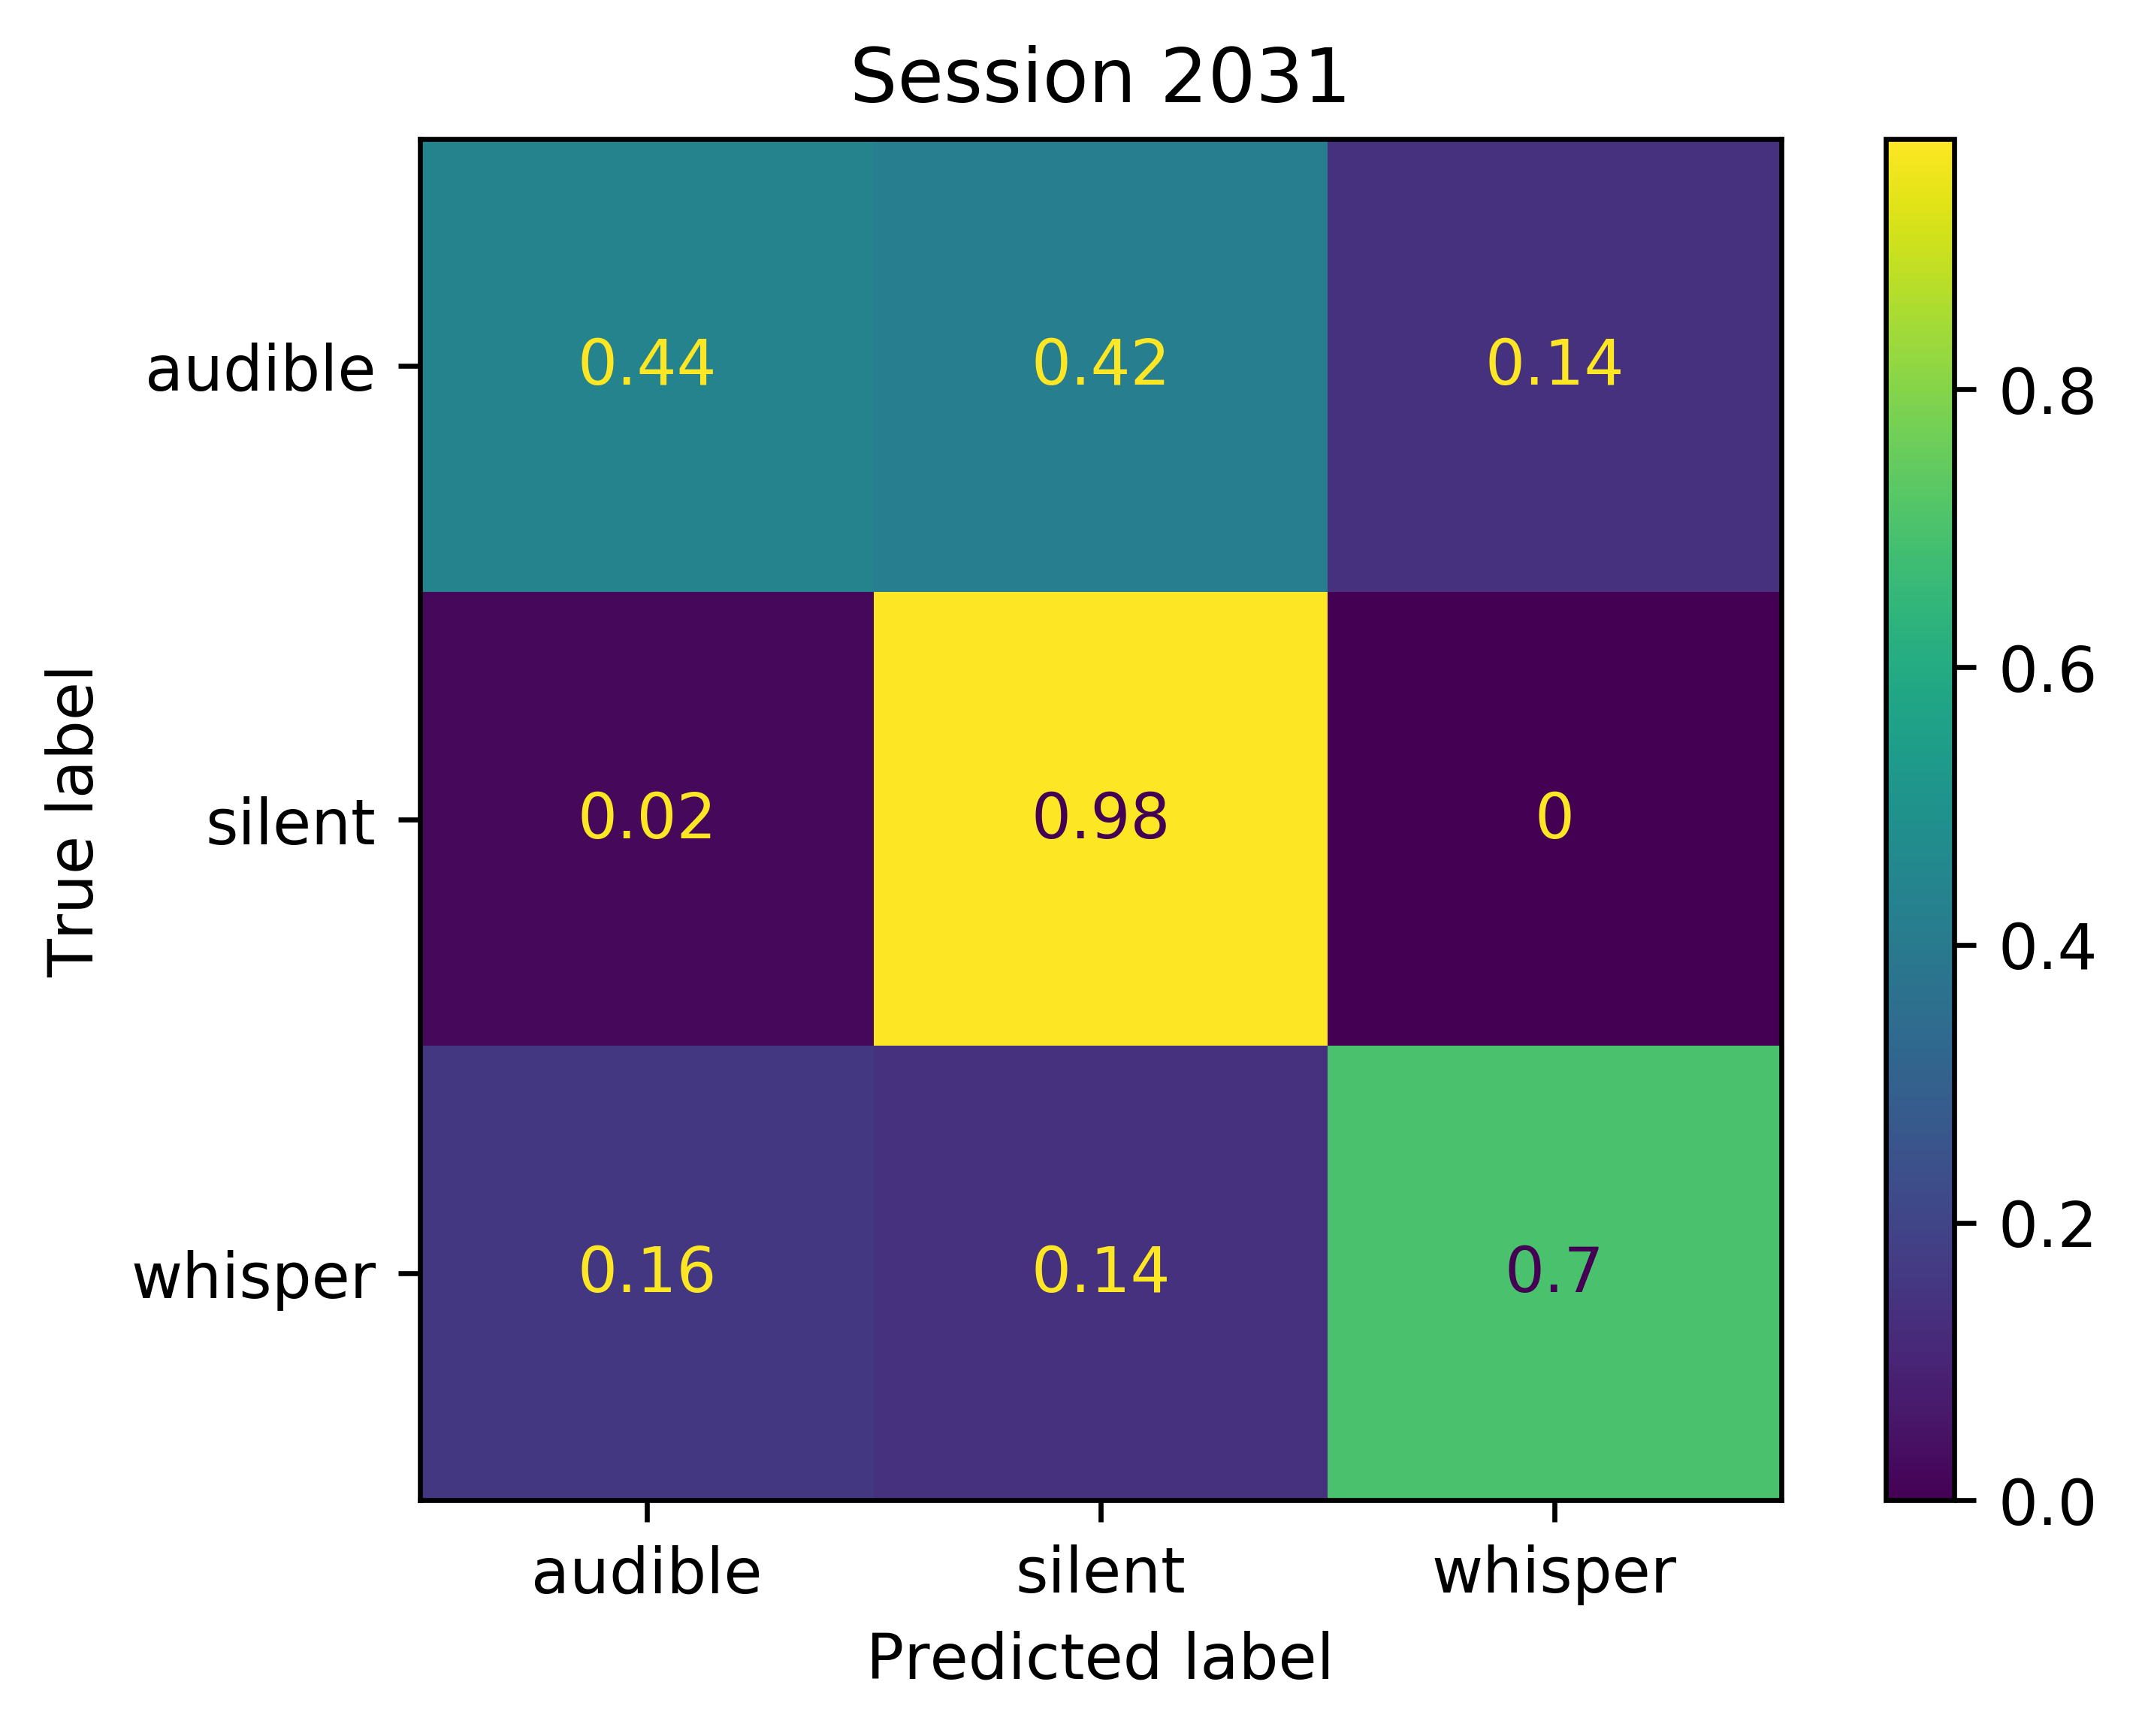 Session 2031
audible 0.44 0.42 0.14
silent 0.02 0.98 0
whisper 0.16 0.14 0.7
audible silent whisper
Predicted label
True label
0.8
0.6
0.4
0.2
0.0